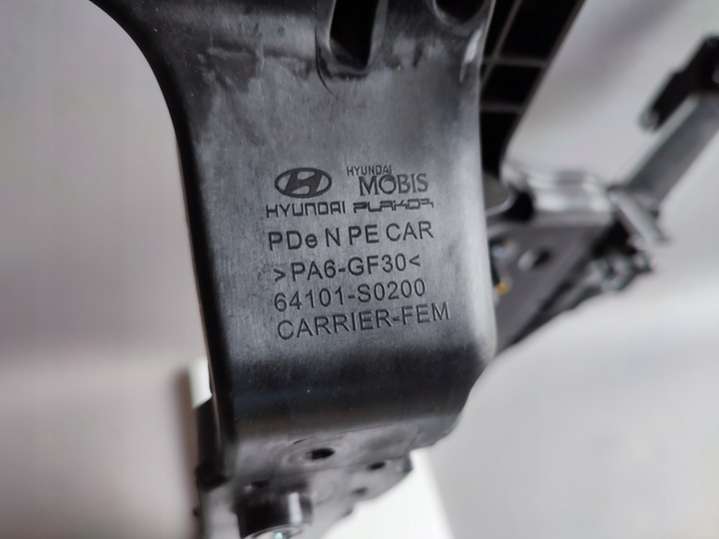 HYUNDAI
MOBIS
HYUNDAI PLAKOR
PDe N PE CAR
>PA6-GF30<
64101-S0200
CARRIER-FEM